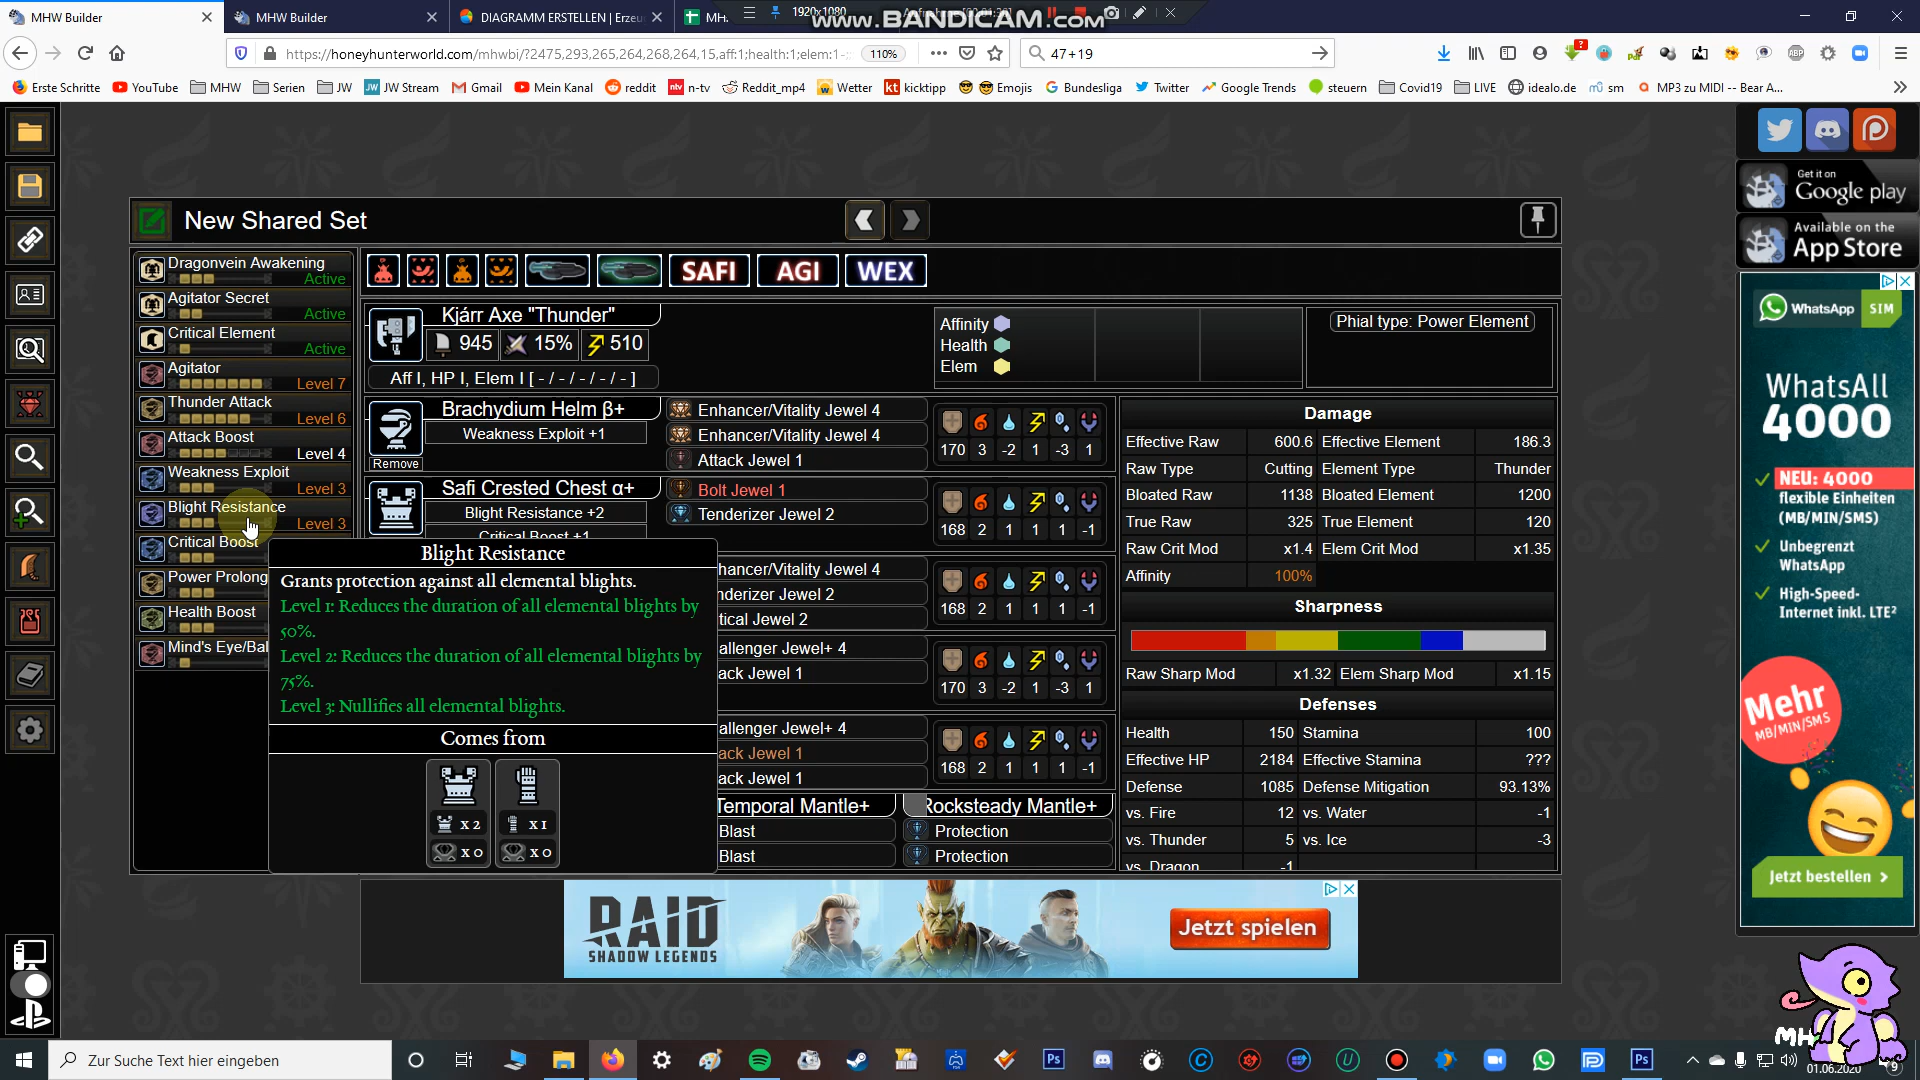 MHW Builder
MHW Builder
DIAGRAMM ERSTELLEN | Erzeu
MH
1920x1080
www.BANDICAM.com
https://honeyhunterworld.com/mhwbi/?2475,293,265,264,268,264,15,aff:1;health:1;elem:1-
110%
47+19
Erste Schritte
YouTube
MHW
Serien
JW
JW Stream
Gmail
Mein Kanal
reddit
n-tv
Reddit_mp4
Wetter
kicktipp
Emojis
Bundesliga
Twitter
Google Trends
steuern
Covid19
LIVE
idealo.de
sm
MP3 zu MIDI -- Bear A...
New Shared Set
Get it on
Google play
Available on the
App Store
Dragonvein Awakening
Active
Agitator Secret
Active
Critical Element
Active
Agitator
Level 7
Thunder Attack
Level 6
Attack Boost
Level 4
Weakness Exploit
Level 3
Blight Resistance
Level 3
Critical Boost
Power Prolong
Health Boost
Mind's Eye/Bal
SAFI
AGI
WEX
Kjárr Axe "Thunder"
945
15%
510
Aff I, HP I, Elem I [ - / - / - / - / - ]
Affinity
Health
Elem
Phial type: Power Element
Brachydium Helm β+
Weakness Exploit +1
Remove
Enhancer/Vitality Jewel 4
Enhancer/Vitality Jewel 4
Attack Jewel 1
170 3 -2 1 -3 1
Safi Crested Chest α+
Blight Resistance +2
Critical Boost +1
Bolt Jewel 1
Tenderizer Jewel 2
168 2 1 1 1 -1
Blight Resistance
Grants protection against all elemental blights.
Level 1: Reduces the duration of all elemental blights by
50%.
Level 2: Reduces the duration of all elemental blights by
75%.
Level 3: Nullifies all elemental blights.
Comes from
x2
x0
x1
x0
hancer/Vitality Jewel 4
nderizer Jewel 2
tical Jewel 2
168 2 1 1 1 -1
allenger Jewel+ 4
ack Jewel 1
170 3 -2 1 -3 1
allenger Jewel+ 4
ack Jewel 1
ack Jewel 1
168 2 1 1 1 -1
Temporal Mantle+
Blast
Blast
Rocksteady Mantle+
Protection
Protection
Damage
Effective Raw 600.6 Effective Element 186.3
Raw Type Cutting Element Type Thunder
Bloated Raw 1138 Bloated Element 1200
True Raw 325 True Element 120
Raw Crit Mod x1.4 Elem Crit Mod x1.35
Affinity 100%
Sharpness
Raw Sharp Mod x1.32 Elem Sharp Mod x1.15
Defenses
Health 150 Stamina 100
Effective HP 2184 Effective Stamina ???
Defense 1085 Defense Mitigation 93.13%
vs. Fire 12 vs. Water -1
vs. Thunder 5 vs. Ice -3
vs. Dragon -1
WhatsApp SIM
WhatsAll
4000
NEU: 4000
flexible Einheiten
(MB/MIN/SMS)
Unbegrenzt
WhatsApp
High-Speed-
Internet inkl. LTE²
Mehr
MB/MIN/SMS
Jetzt bestellen >
RAID
SHADOW LEGENDS
Jetzt spielen
Zur Suche Text hier eingeben
MH
01.06.2020
9